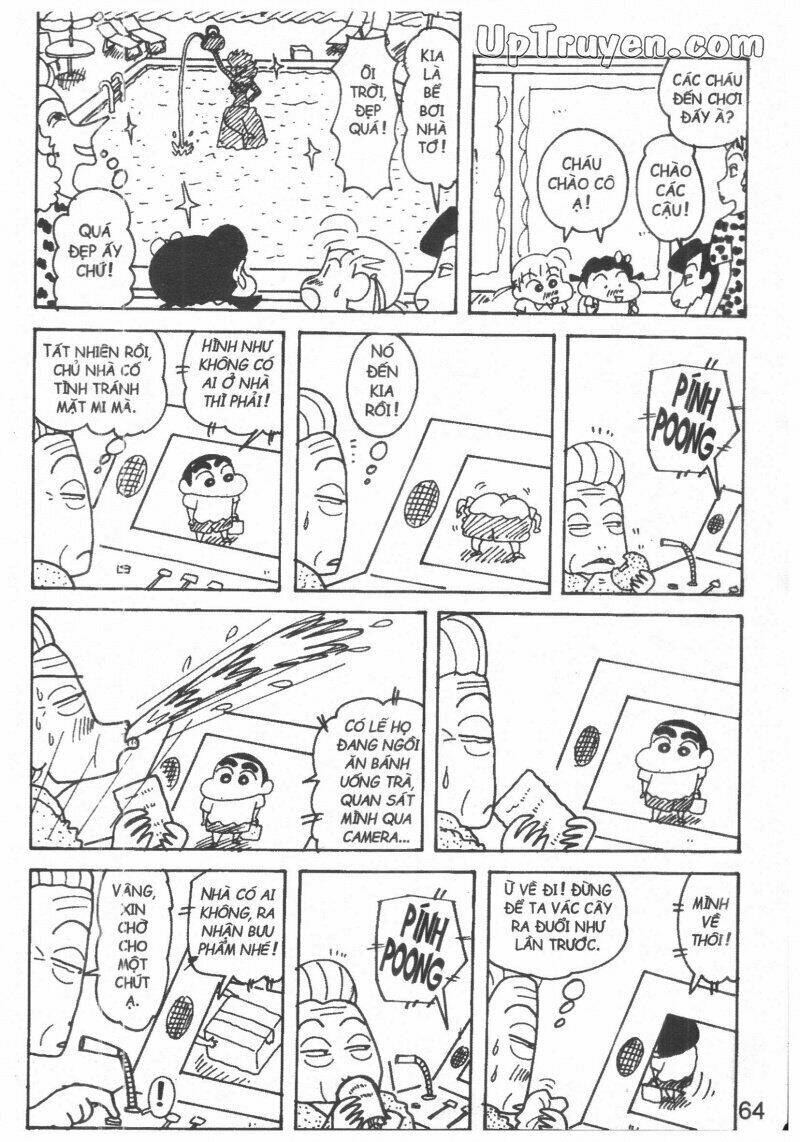 UpTruyen.com
CÁC CHÁU
ĐẾN CHƠI
ĐẤY À?
CHÁU
CHÀO CÔ
Ạ!
CHÀO
CÁC
CẬU!
KIA
LÀ
BỂ
BƠI
NHÀ
TỚ!
ÔI
TRỜI,
ĐẸP
QUÁ!
QUÁ
ĐẸP ẤY
CHỨ!
PÍNH
POONG
NÓ
ĐẾN
KIA
RỒI!
HÌNH NHƯ
KHÔNG CÓ
AI Ở NHÀ
THÌ PHẢI!
TẤT NHIÊN RỒI,
CHỦ NHÀ CỐ
TÌNH TRÁNH
MẶT MI MÀ.
CÓ LẼ HỌ
ĐANG NGỒI
ĂN BÁNH
UỐNG TRÀ,
QUAN SÁT
MÌNH QUA
CAMERA...
MÌNH
VỀ
THÔI!
Ừ VỀ ĐI! ĐỪNG
ĐỂ TA VÁC CÂY
RA ĐUỔI NHƯ
LẦN TRƯỚC.
PÍNH
POONG
NHÀ CÓ AI
KHÔNG, RA
NHẬN BƯU
PHẨM NHÉ!
VÂNG,
XIN
CHỜ
CHO
MỘT
CHÚT
Ạ.
!
64